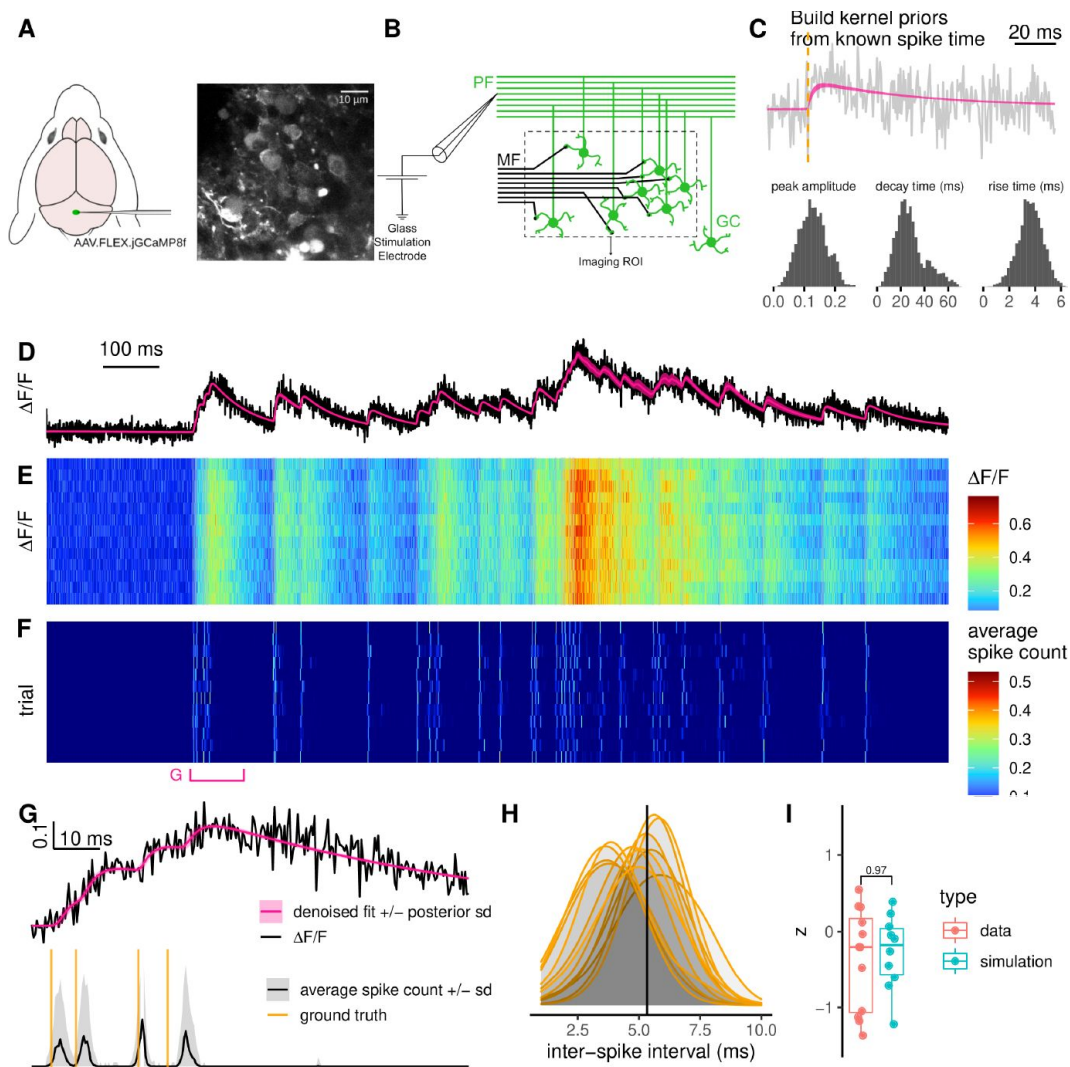 A
AAV.FLEX.jGCaMP8f
10 µm
B
PF
MF
GC
Glass
Stimulation
Electrode
Imaging ROI
C
Build kernel priors
from known spike time
20 ms
peak amplitude
decay time (ms)
rise time (ms)
0.0 0.1 0.2
0 20 40 60
0 2 4 6
D
100 ms
ΔF/F
E
ΔF/F
ΔF/F
0.6
0.4
0.2
F
trial
average
spike count
0.5
0.4
0.3
0.2
0.1
G
G
0.1
10 ms
denoised fit +/− posterior sd
ΔF/F
average spike count +/− sd
ground truth
H
2.5 5.0 7.5 10.0
inter−spike interval (ms)
I
1
0
−1
z
0.97
type
data
simulation